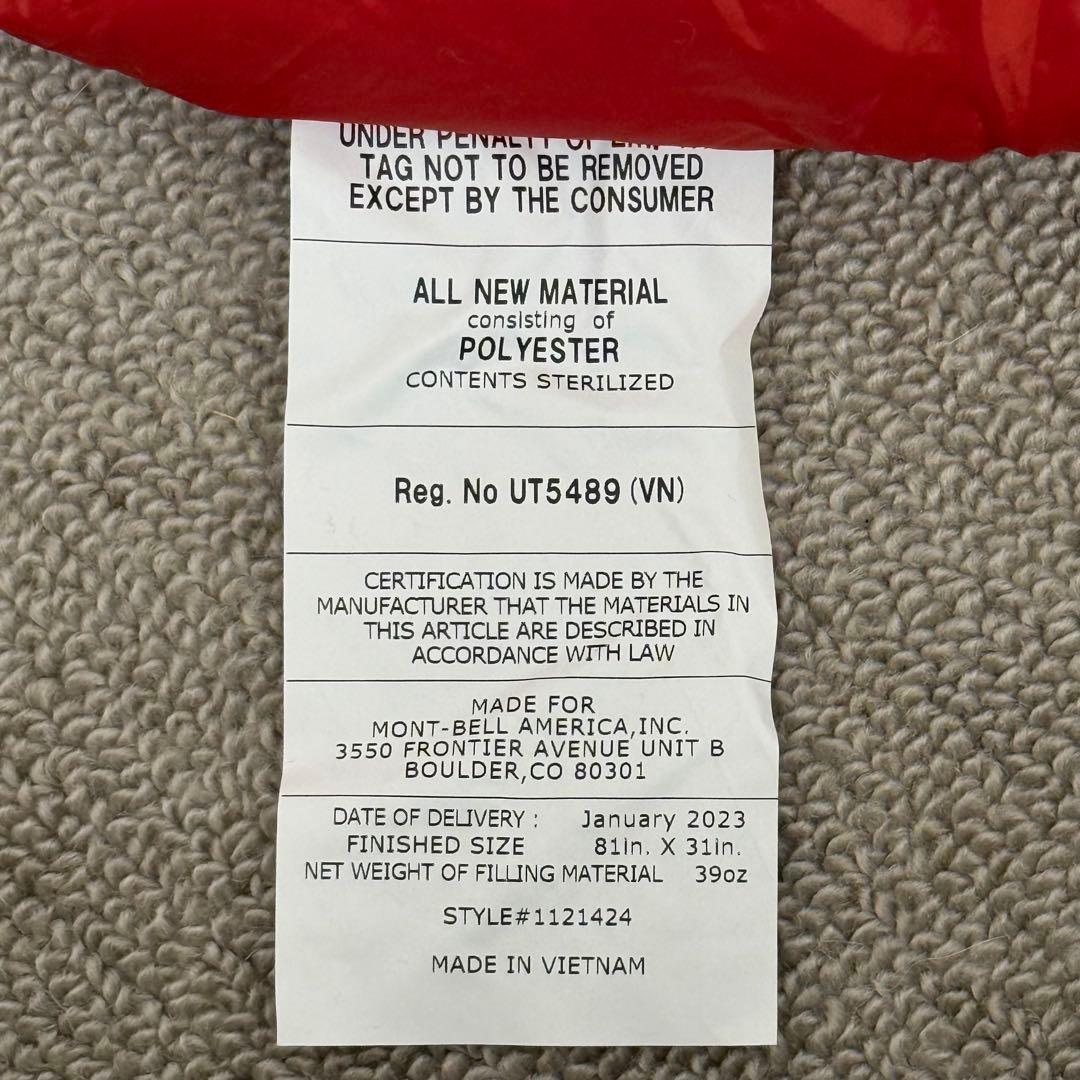 UNDER PENALTY OF
TAG NOT TO BE REMOVED
EXCEPT BY THE CONSUMER
ALL NEW MATERIAL
consisting of
POLYESTER
CONTENTS STERILIZED
Reg. No UT5489 (VN)
CERTIFICATION IS MADE BY THE
MANUFACTURER THAT THE MATERIALS IN
THIS ARTICLE ARE DESCRIBED IN
ACCORDANCE WITH LAW
MADE FOR
MONT-BELL AMERICA,INC.
3550 FRONTIER AVENUE UNIT B
BOULDER,CO 80301
DATE OF DELIVERY : January 2023
FINISHED SIZE 81in. X 31in.
NET WEIGHT OF FILLING MATERIAL 39oz
STYLE#1121424
MADE IN VIETNAM